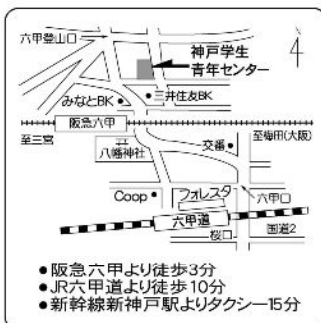 六甲登山口
神戸学生
青年センター
みなとBK
三井住友BK
阪急六甲
至三宮
至梅田(大阪)
八幡神社
交番
Coop
フォレスタ
六甲口
六甲道
桜口
国道2
●阪急六甲より徒歩3分
●JR六甲道より徒歩10分
●新幹線新神戸駅よりタクシー15分